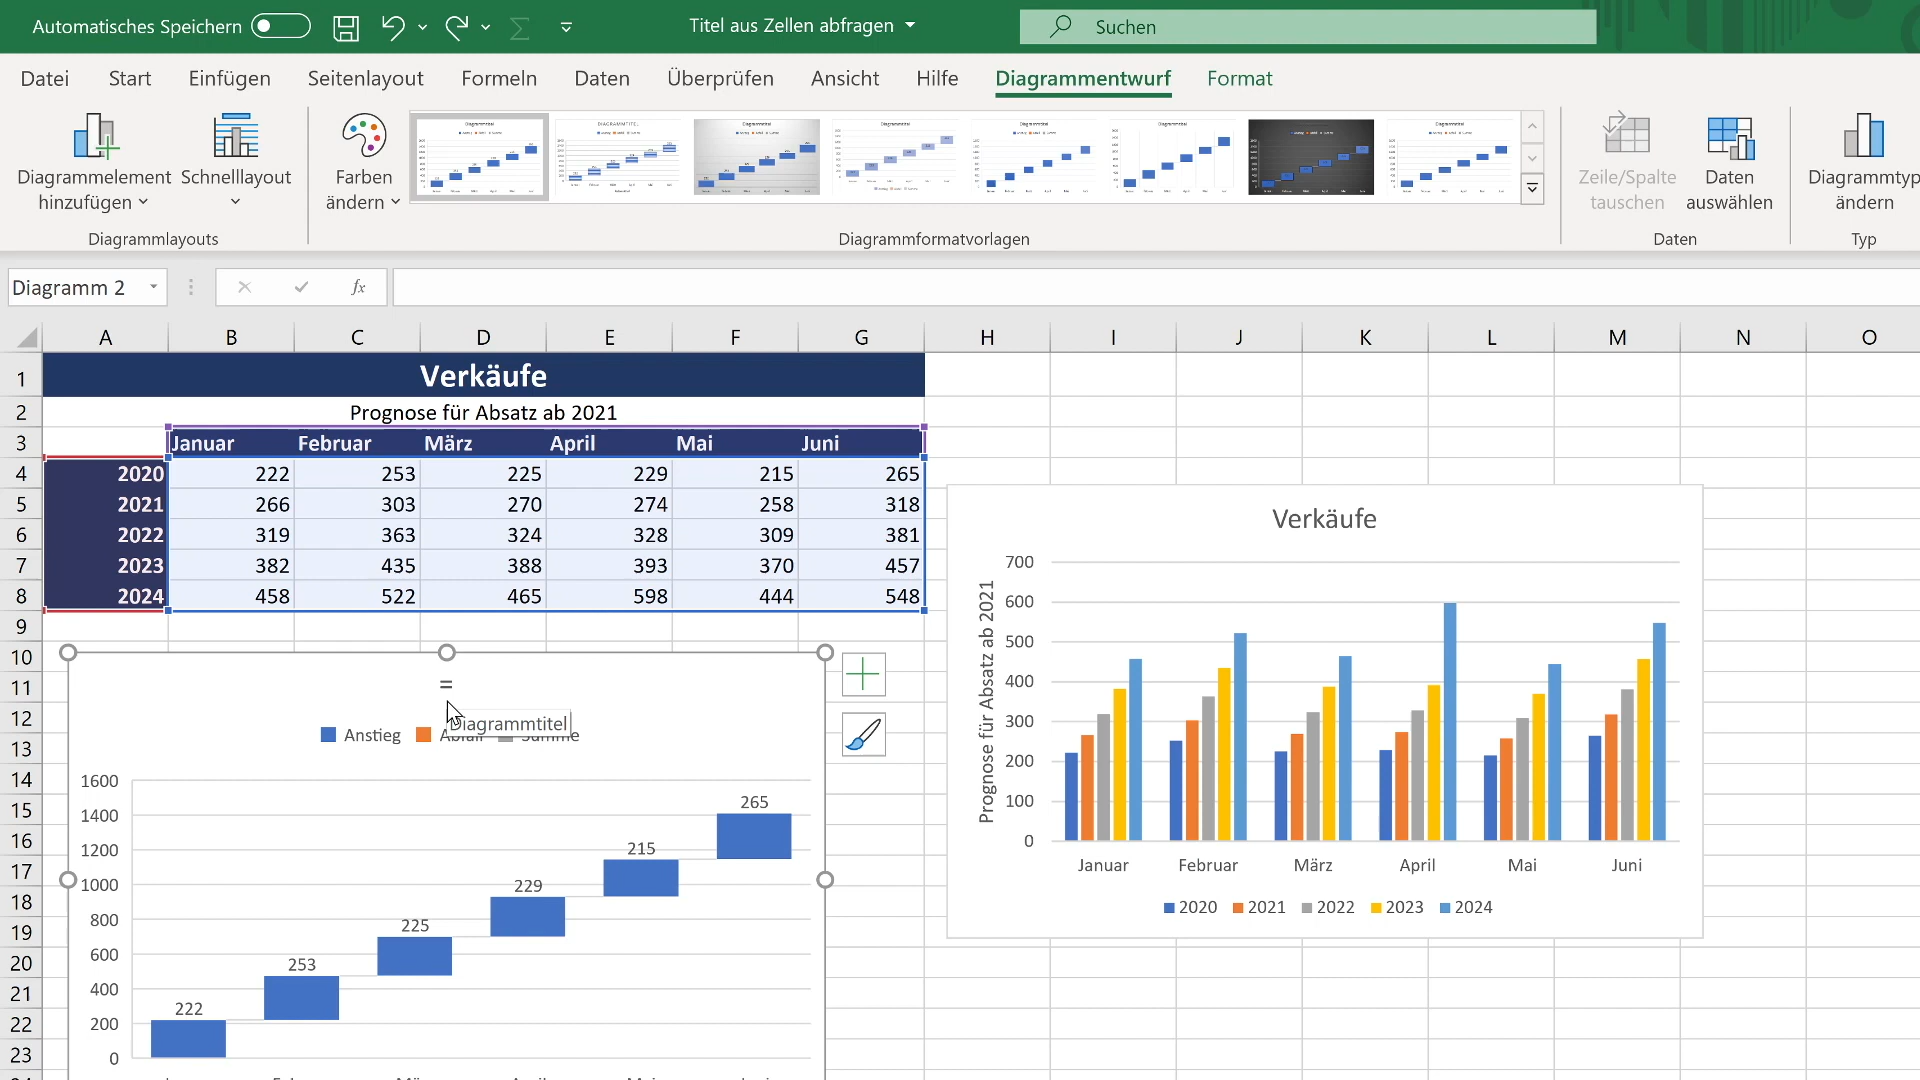 Automatisches Speichern
Titel aus Zellen abfragen
Suchen
Datei Start Einfügen Seitenlayout Formeln Daten Überprüfen Ansicht Hilfe Diagrammentwurf Format
Diagrammelement hinzufügen
Schnelllayout
Farben ändern
Zeile/Spalte tauschen
Daten auswählen
Diagrammtyp ändern
Diagrammlayouts
Diagrammformatvorlagen
Daten
Typ
Diagramm 2
fx
A B C D E F G H I J K L M N O
1 Verkäufe
2 Prognose für Absatz ab 2021
3 Januar Februar März April Mai Juni
4 2020 222 253 225 229 215 265
5 2021 266 303 270 274 258 318
6 2022 319 363 324 328 309 381
7 2023 382 435 388 393 370 457
8 2024 458 522 465 598 444 548
9
10
11
12
13
14
15
16
17
18
19
20
21
22
23
=
Diagrammtitel
Anstieg Abfall Summe
1600
1400
1200
1000
800
600
400
200
0
222
253
225
229
215
265
Verkäufe
Prognose für Absatz ab 2021
700
600
500
400
300
200
100
0
Januar Februar März April Mai Juni
2020 2021 2022 2023 2024